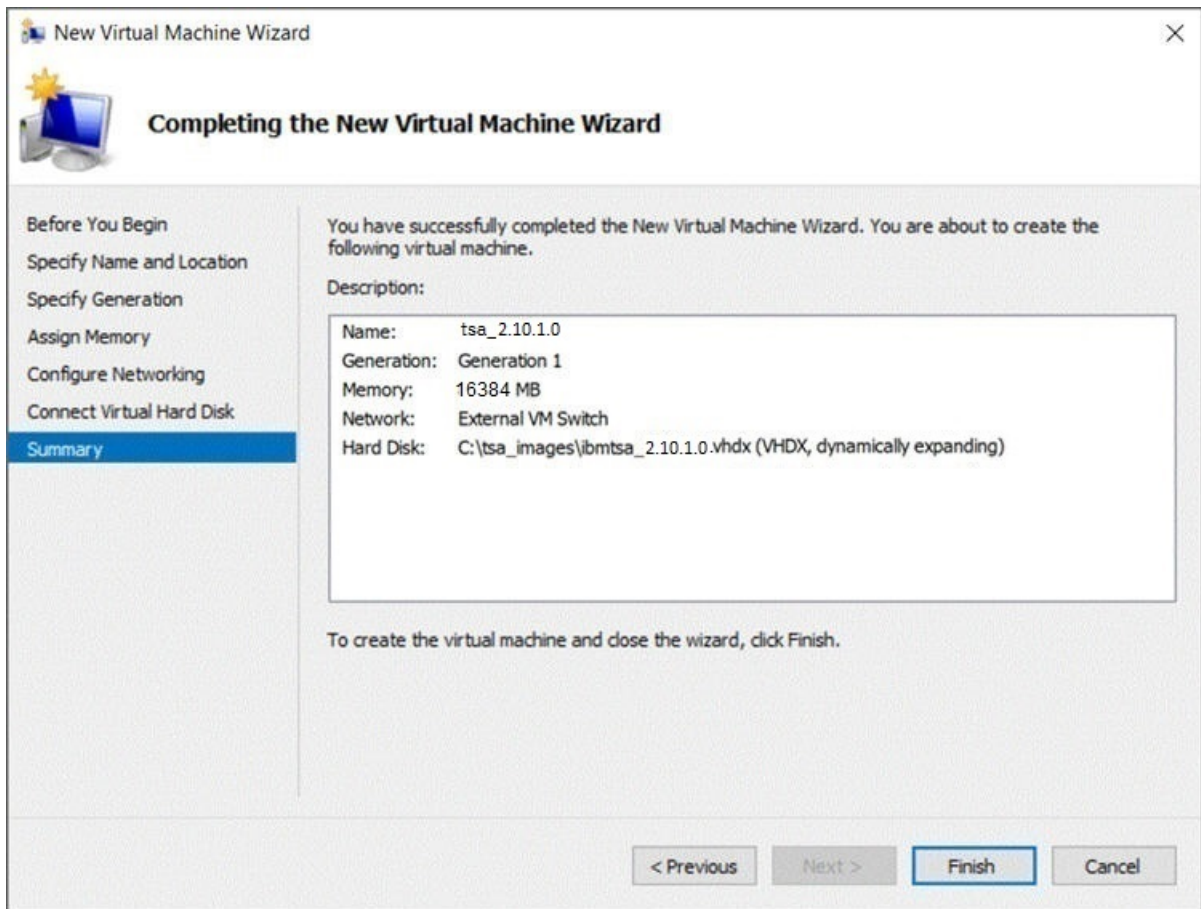 New Virtual Machine Wizard
Completing the New Virtual Machine Wizard
Before You Begin
Specify Name and Location
Specify Generation
Assign Memory
Configure Networking
Connect Virtual Hard Disk
Summary
You have successfully completed the New Virtual Machine Wizard. You are about to create the
following virtual machine.
Description:
Name: tsa_2.10.1.0
Generation: Generation 1
Memory: 16384 MB
Network: External VM Switch
Hard Disk: C:\tsa_images\ibmtsa_2.10.1.0.vhdx (VHDX, dynamically expanding)
To create the virtual machine and close the wizard, click Finish.
< Previous Next > Finish Cancel